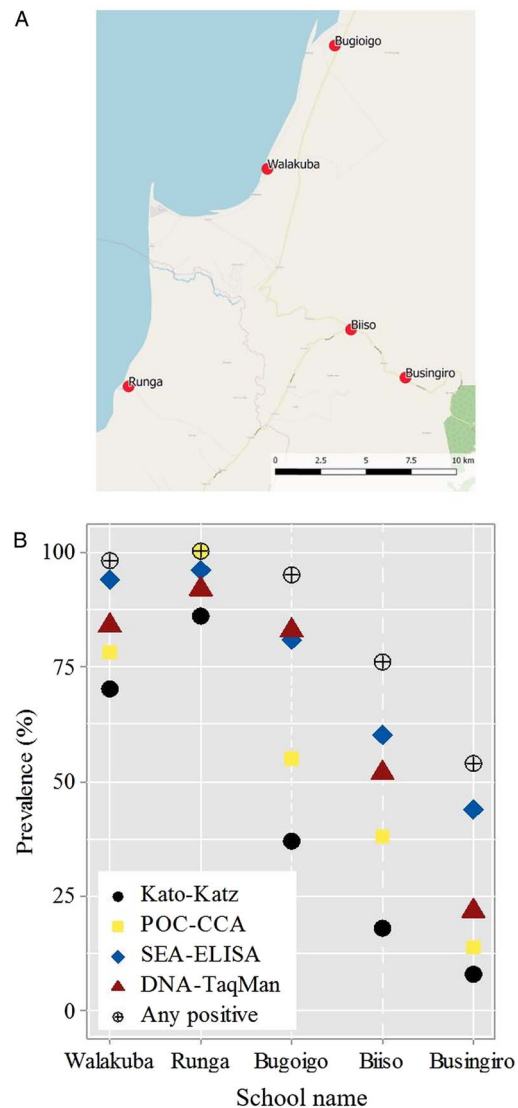 A
Bugioigo
Walakuba
Biiso
Busingiro
Runga
0 2.5 5 7.5 10 km
B
100
75
50
25
0
Prevalence (%)
Kato-Katz
POC-CCA
SEA-ELISA
DNA-TaqMan
Any positive
Walakuba Runga Bugoigo Biiso Busingiro
School name